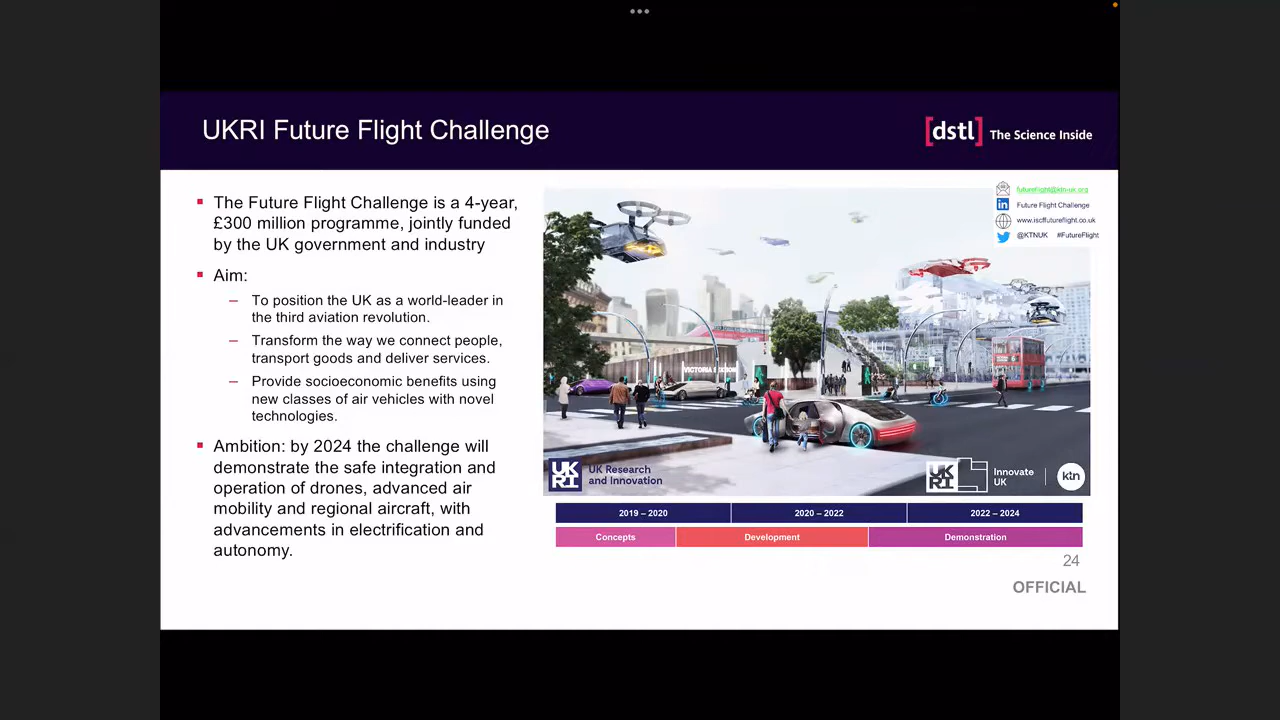 UKRI Future Flight Challenge
[dstl] The Science Inside
The Future Flight Challenge is a 4-year,
£300 million programme, jointly funded
by the UK government and industry
Aim:
– To position the UK as a world-leader in
the third aviation revolution.
– Transform the way we connect people,
transport goods and deliver services.
– Provide socioeconomic benefits using
new classes of air vehicles with novel
technologies.
Ambition: by 2024 the challenge will
demonstrate the safe integration and
operation of drones, advanced air
mobility and regional aircraft, with
advancements in electrification and
autonomy.
futureflight@ktn-uk.org
Future Flight Challenge
www.iscffutureflight.co.uk
@KTNUK #FutureFlight
VICTORIA STATION
UK
RI
UK Research
and Innovation
UK
RI
Innovate
UK
ktn
2019 – 2020
2020 – 2022
2022 – 2024
Concepts
Development
Demonstration
24
OFFICIAL